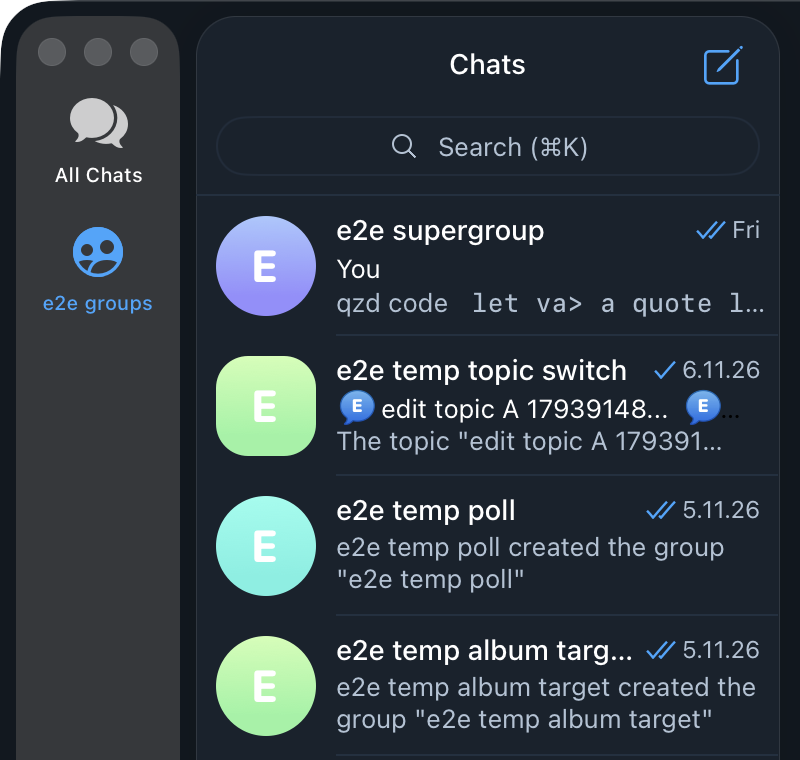 Chats
Search (⌘K)
All Chats
e2e groups
E
e2e supergroup
Fri
You
qzd code let va> a quote l…
E
e2e temp topic switch
6.11.26
E edit topic A 17939148… E …
The topic "edit topic A 179391…
E
e2e temp poll
5.11.26
e2e temp poll created the group
"e2e temp poll"
E
e2e temp album targ…
5.11.26
e2e temp album target created the
group "e2e temp album target"